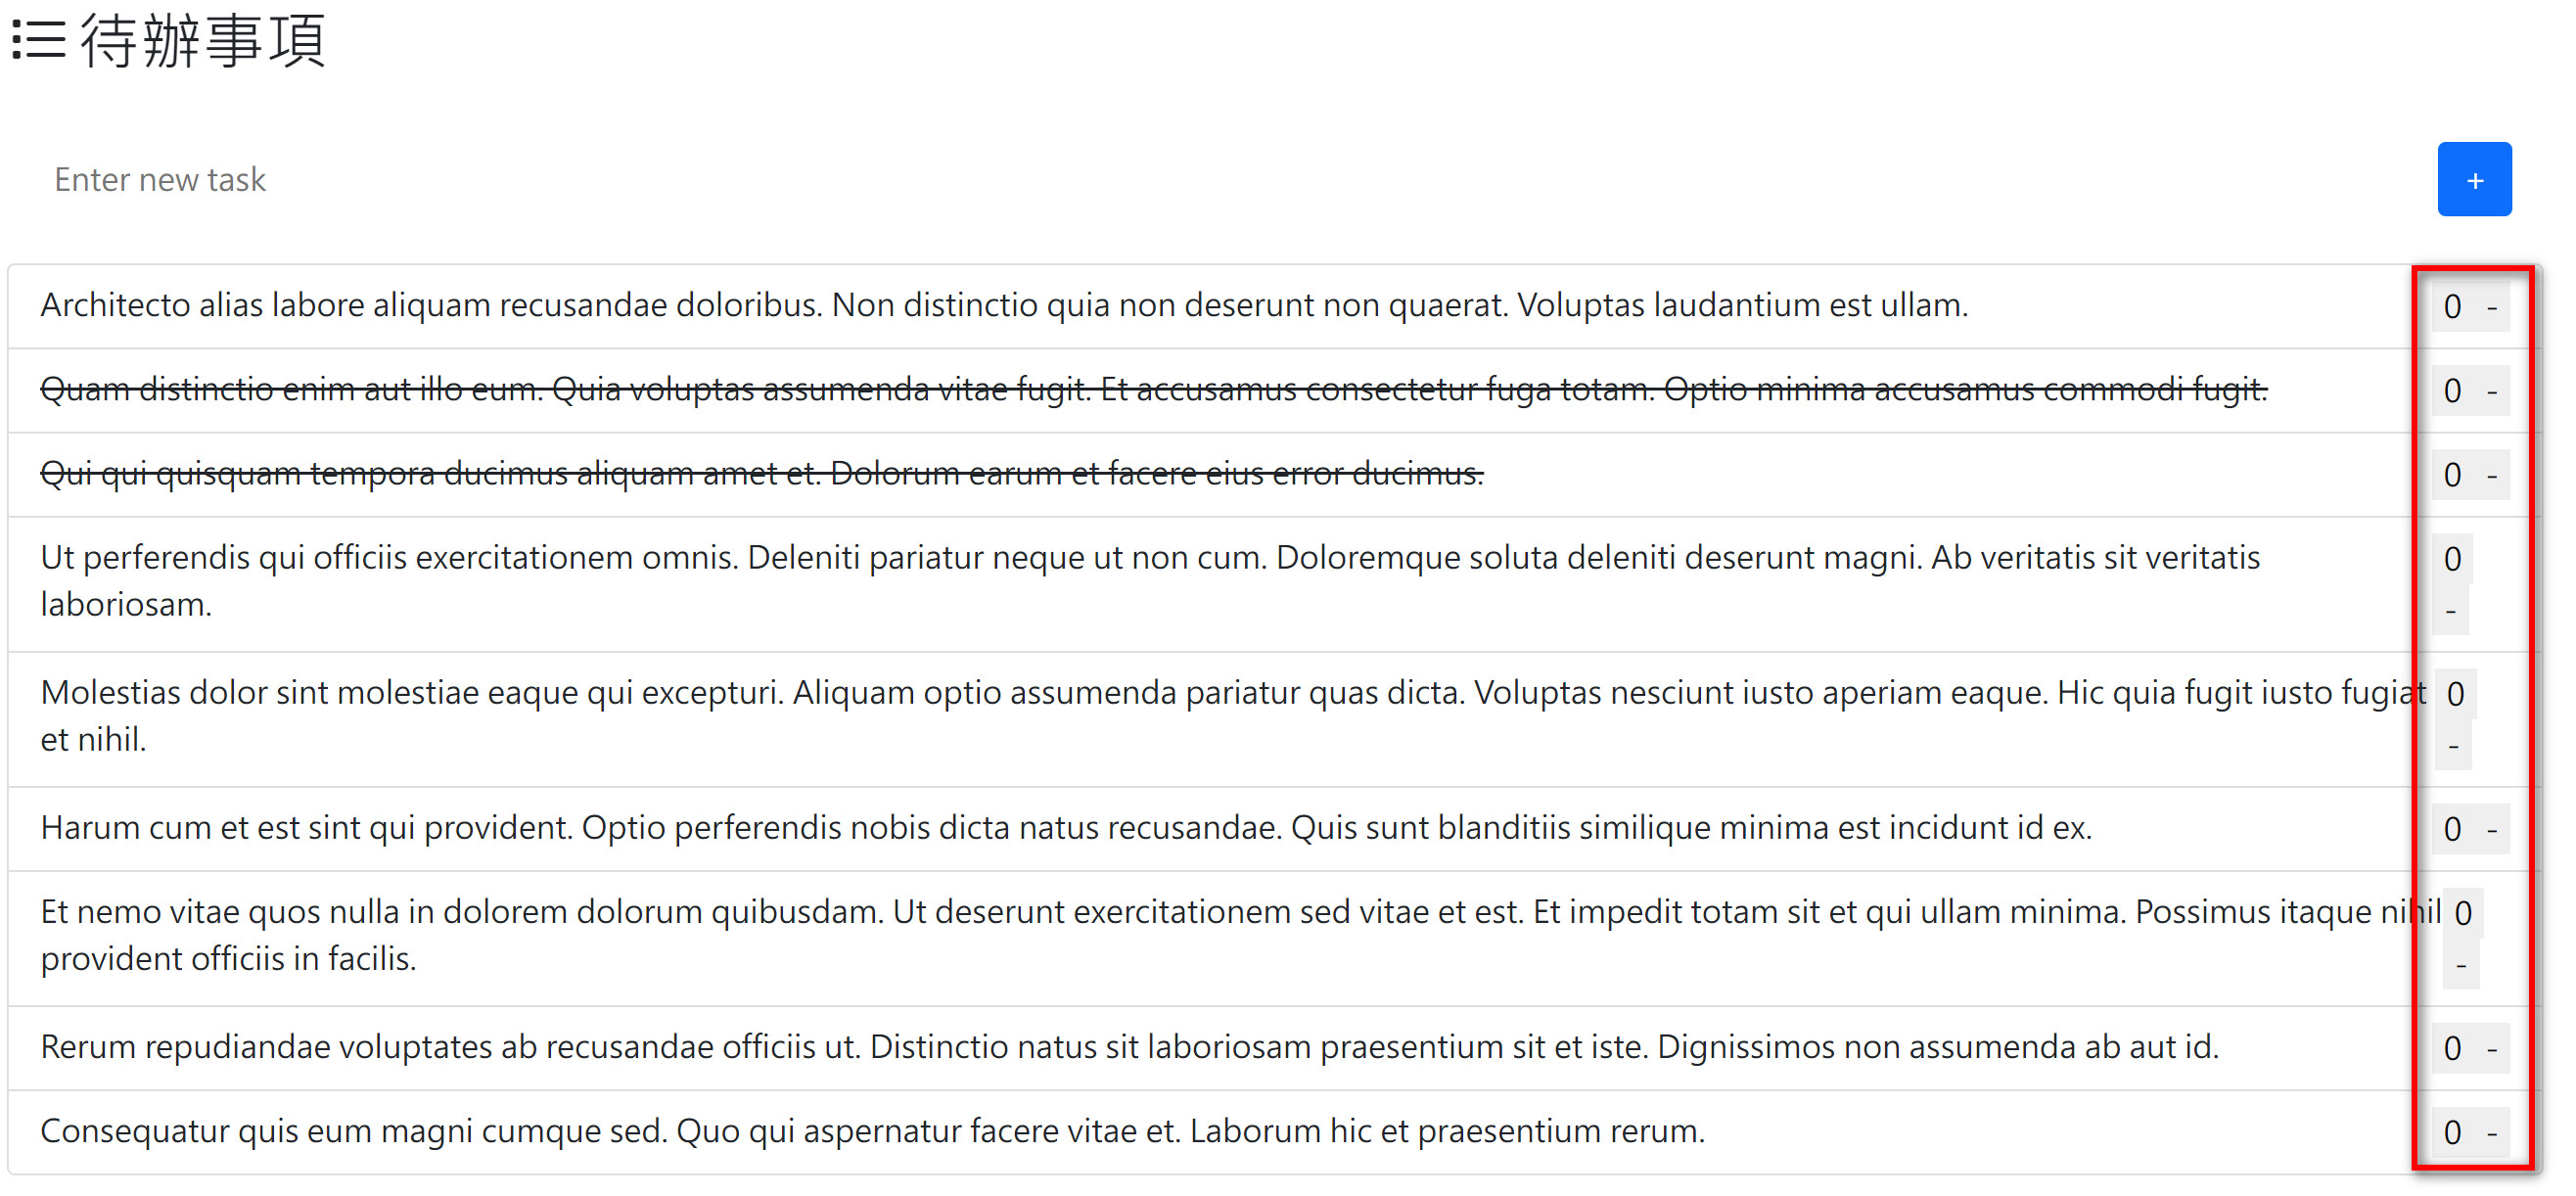 待辦事項
Enter new task
+
Architecto alias labore aliquam recusandae doloribus. Non distinctio quia non deserunt non quaerat. Voluptas laudantium est ullam. 0 -
Quam distinctio enim aut illo eum. Quia voluptas assumenda vitae fugit. Et accusamus consectetur fuga totam. Optio minima accusamus commodi fugit. 0 -
Qui qui quisquam tempora ducimus aliquam amet et. Dolorum earum et facere eius error ducimus. 0 -
Ut perferendis qui officiis exercitationem omnis. Deleniti pariatur neque ut non cum. Doloremque soluta deleniti deserunt magni. Ab veritatis sit veritatis 0
laboriosam. -
Molestias dolor sint molestiae eaque qui excepturi. Aliquam optio assumenda pariatur quas dicta. Voluptas nesciunt iusto aperiam eaque. Hic quia fugit iusto fugiat 0
et nihil. -
Harum cum et est sint qui provident. Optio perferendis nobis dicta natus recusandae. Quis sunt blanditiis similique minima est incidunt id ex. 0 -
Et nemo vitae quos nulla in dolorem dolorum quibusdam. Ut deserunt exercitationem sed vitae et est. Et impedit totam sit et qui ullam minima. Possimus itaque nihil 0
provident officiis in facilis. -
Rerum repudiandae voluptates ab recusandae officiis ut. Distinctio natus sit laboriosam praesentium sit et iste. Dignissimos non assumenda ab aut id. 0 -
Consequatur quis eum magni cumque sed. Quo qui aspernatur facere vitae et. Laborum hic et praesentium rerum. 0 -